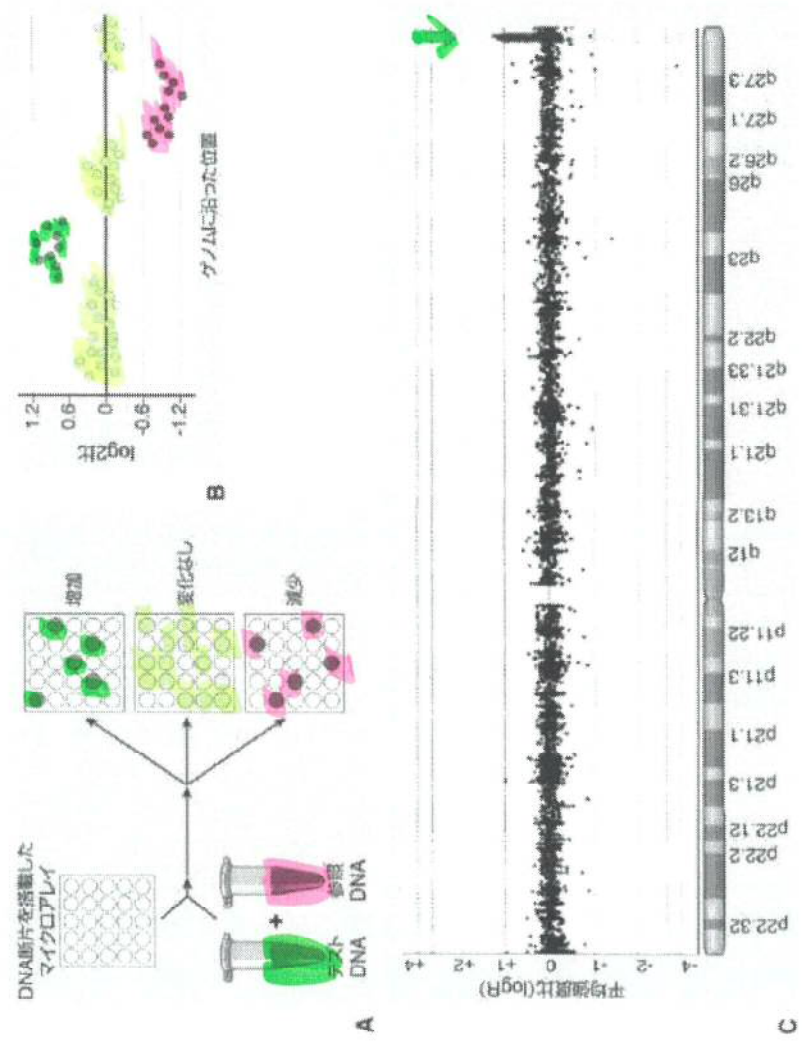 A
DNA断片を搭載した
マイクロアレイ
テスト
DNA
+
参照
DNA
増加
変化なし
減少
B
log2比
1.2
0.6
0
-0.6
-1.2
ゲノムに沿った位置
C
平均強度比(logR)
+4
+2
+1
0
-1
-2
-4
p22.32
p22.2
p22.12
p21.3
p21.1
p11.3
p11.22
q12
q13.2
q21.1
q21.31
q21.33
q22.2
q23
q26
q26.2
q27.1
q27.3